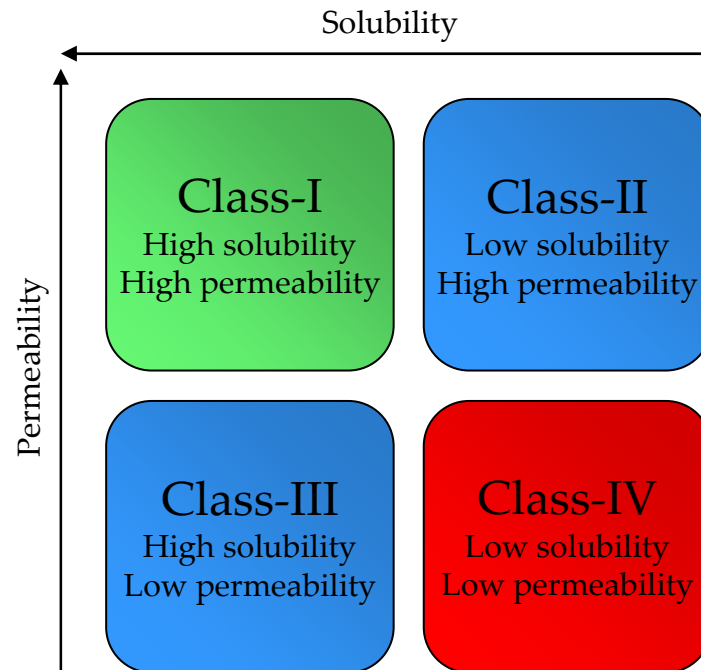 Solubility
Permeability
Class-I
High solubility
High permeability
Class-II
Low solubility
High permeability
Class-III
High solubility
Low permeability
Class-IV
Low solubility
Low permeability